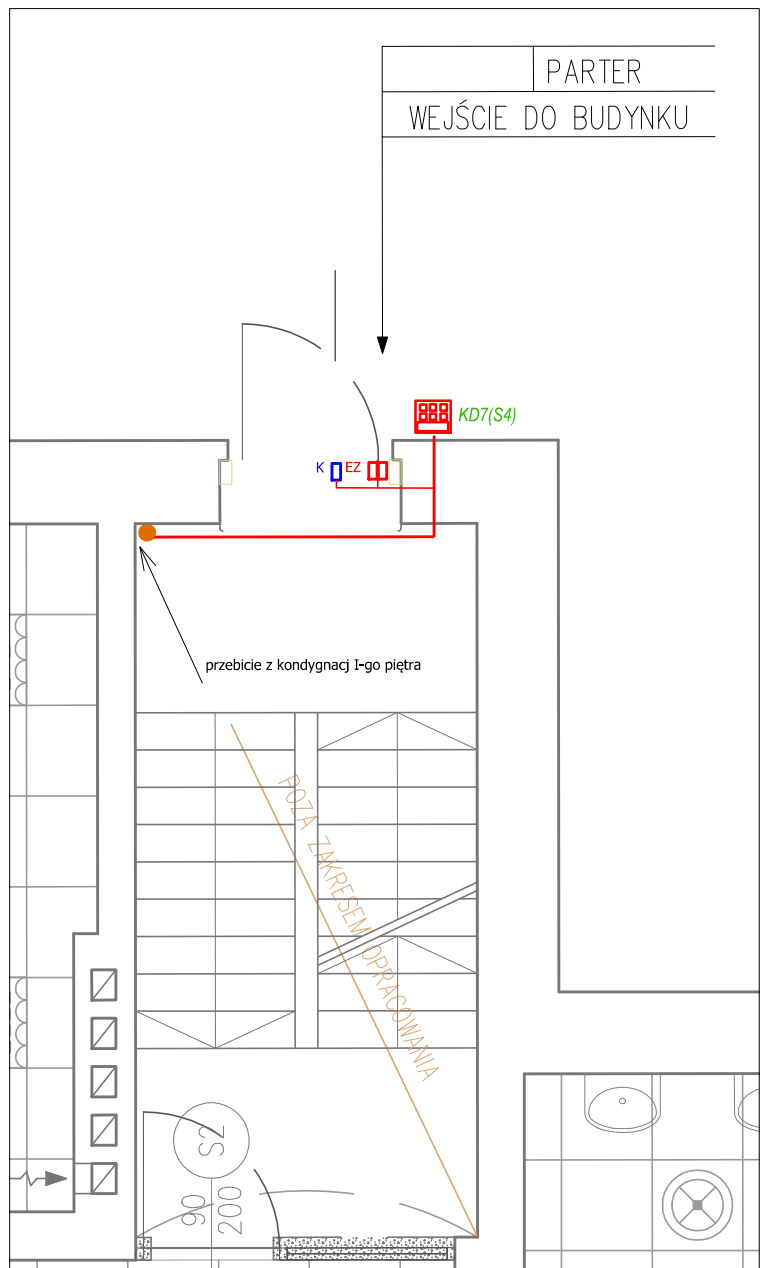 PARTER
WEJŚCIE DO BUDYNKU
KD7(S4)
K EZ
przebicie z kondygnacj I-go piętra
POZA ZAKRESEM OPRACOWANIA
S2
90
200